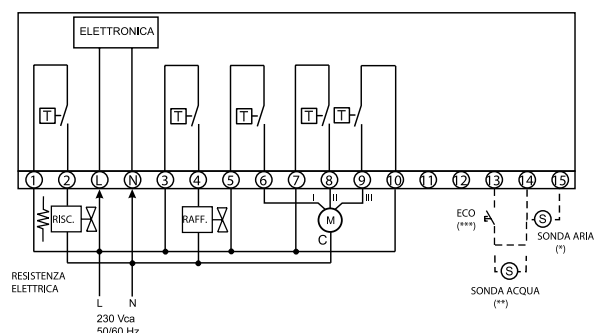 ELETTRONICA
T T T T T
1 2 L N 3 4 5 6 7 8 9 10 11 12 13 14 15
I II III
RISC. RAFF. M
C
ECO
(***)
S
SONDA ARIA
(*)
S
SONDA ACQUA
(**)
RESISTENZA
ELETTRICA
L N
230 Vca
50/60 Hz